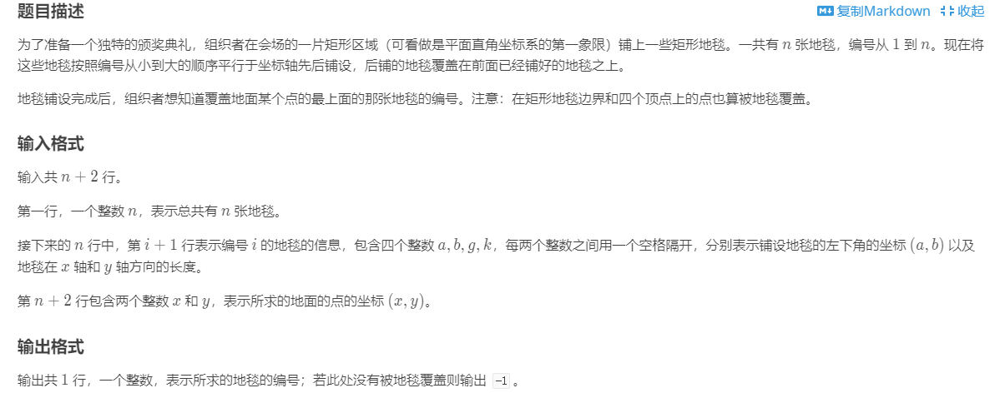 题目描述
复制Markdown 收起
为了准备一个独特的颁奖典礼，组织者在会场的一片矩形区域（可看做是平面直角坐标系的第一象限）铺上一些矩形地毯。一共有 n 张地毯，编号从 1 到 n。现在将
这些地毯按照编号从小到大的顺序平行于坐标轴先后铺设，后铺的地毯覆盖在前面已经铺好的地毯之上。
地毯铺设完成后，组织者想知道覆盖地面某个点的最上面的那张地毯的编号。注意：在矩形地毯边界和四个顶点上的点也算被地毯覆盖。
输入格式
输入共 n + 2 行。
第一行，一个整数 n，表示总共有 n 张地毯。
接下来的 n 行中，第 i + 1 行表示编号 i 的地毯的信息，包含四个整数 a, b, g, k，每两个整数之间用一个空格隔开，分别表示铺设地毯的左下角的坐标 (a, b) 以及
地毯在 x 轴和 y 轴方向的长度。
第 n + 2 行包含两个整数 x 和 y，表示所求的地面的点的坐标 (x, y)。
输出格式
输出共 1 行，一个整数，表示所求的地毯的编号；若此处没有被地毯覆盖则输出 -1 。